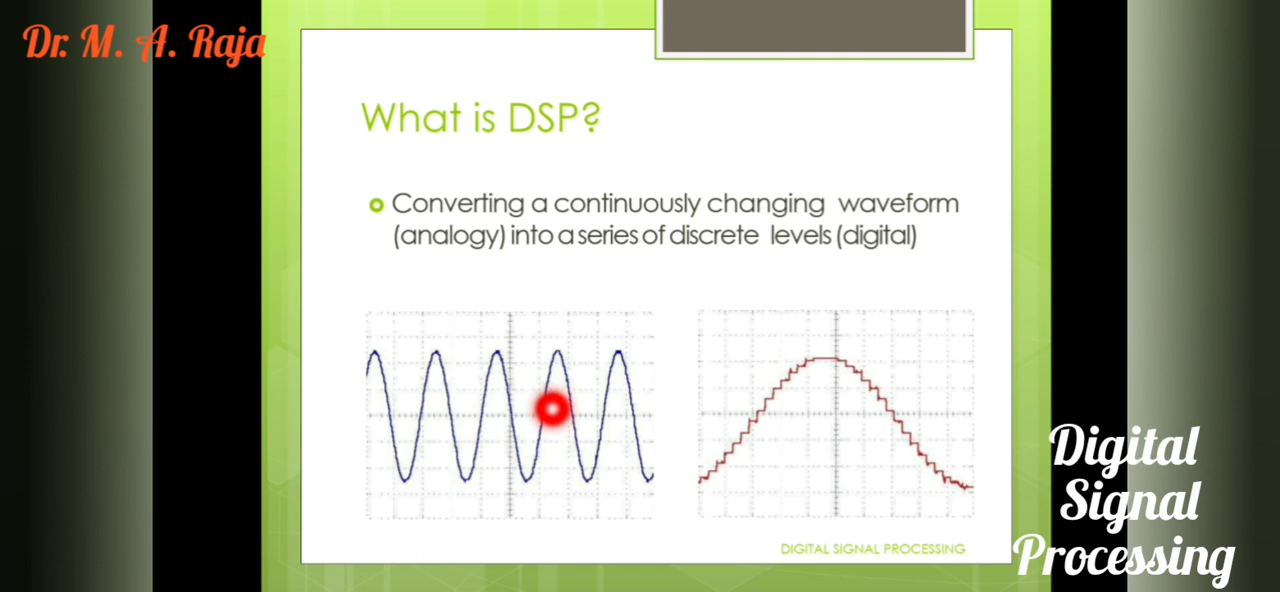 Dr. M. A. Raja
What is DSP?
Converting a continuously changing waveform
(analogy) into a series of discrete levels (digital)
DIGITAL SIGNAL PROCESSING
Digital
Signal
Processing